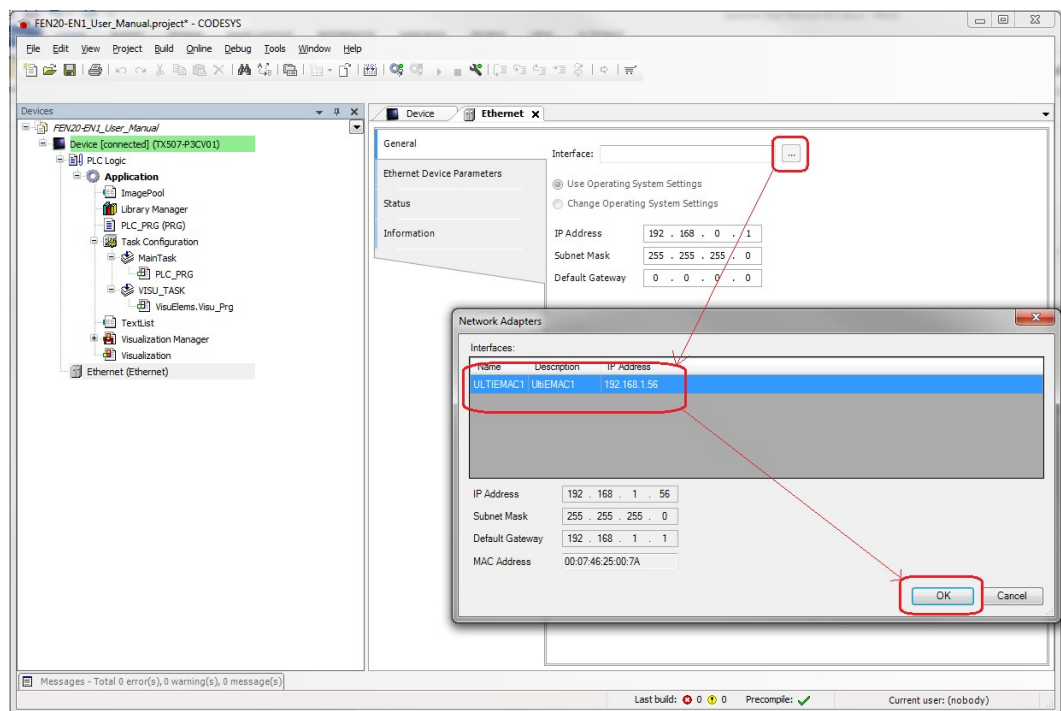 FEN20-EN1_User_Manual.project* - CODESYS
File Edit View Project Build Online Debug Tools Window Help
Devices
FEN20-EN1_User_Manual
Device [connected] (TX507-P3CV01)
PLC Logic
Application
ImagePool
Library Manager
PLC_PRG (PRG)
Task Configuration
MainTask
PLC_PRG
VISU_TASK
VisuElems.Visu_Prg
TextList
Visualization Manager
Visualization
Ethernet (Ethernet)
Device
Ethernet
General
Ethernet Device Parameters
Status
Information
Interface:
...
Use Operating System Settings
Change Operating System Settings
IP Address 192 . 168 . 0 . 1
Subnet Mask 255 . 255 . 255 . 0
Default Gateway 0 . 0 . 0 . 0
Network Adapters
Interfaces:
Name Description IP Address
ULTIEMAC1 UltiEMAC1 192.168.1.56
IP Address 192 . 168 . 1 . 56
Subnet Mask 255 . 255 . 255 . 0
Default Gateway 192 . 168 . 1 . 1
MAC Address 00:07:46:25:00:7A
OK Cancel
Messages - Total 0 error(s), 0 warning(s), 0 message(s)
Last build: 0 0 Precompile: Current user: (nobody)